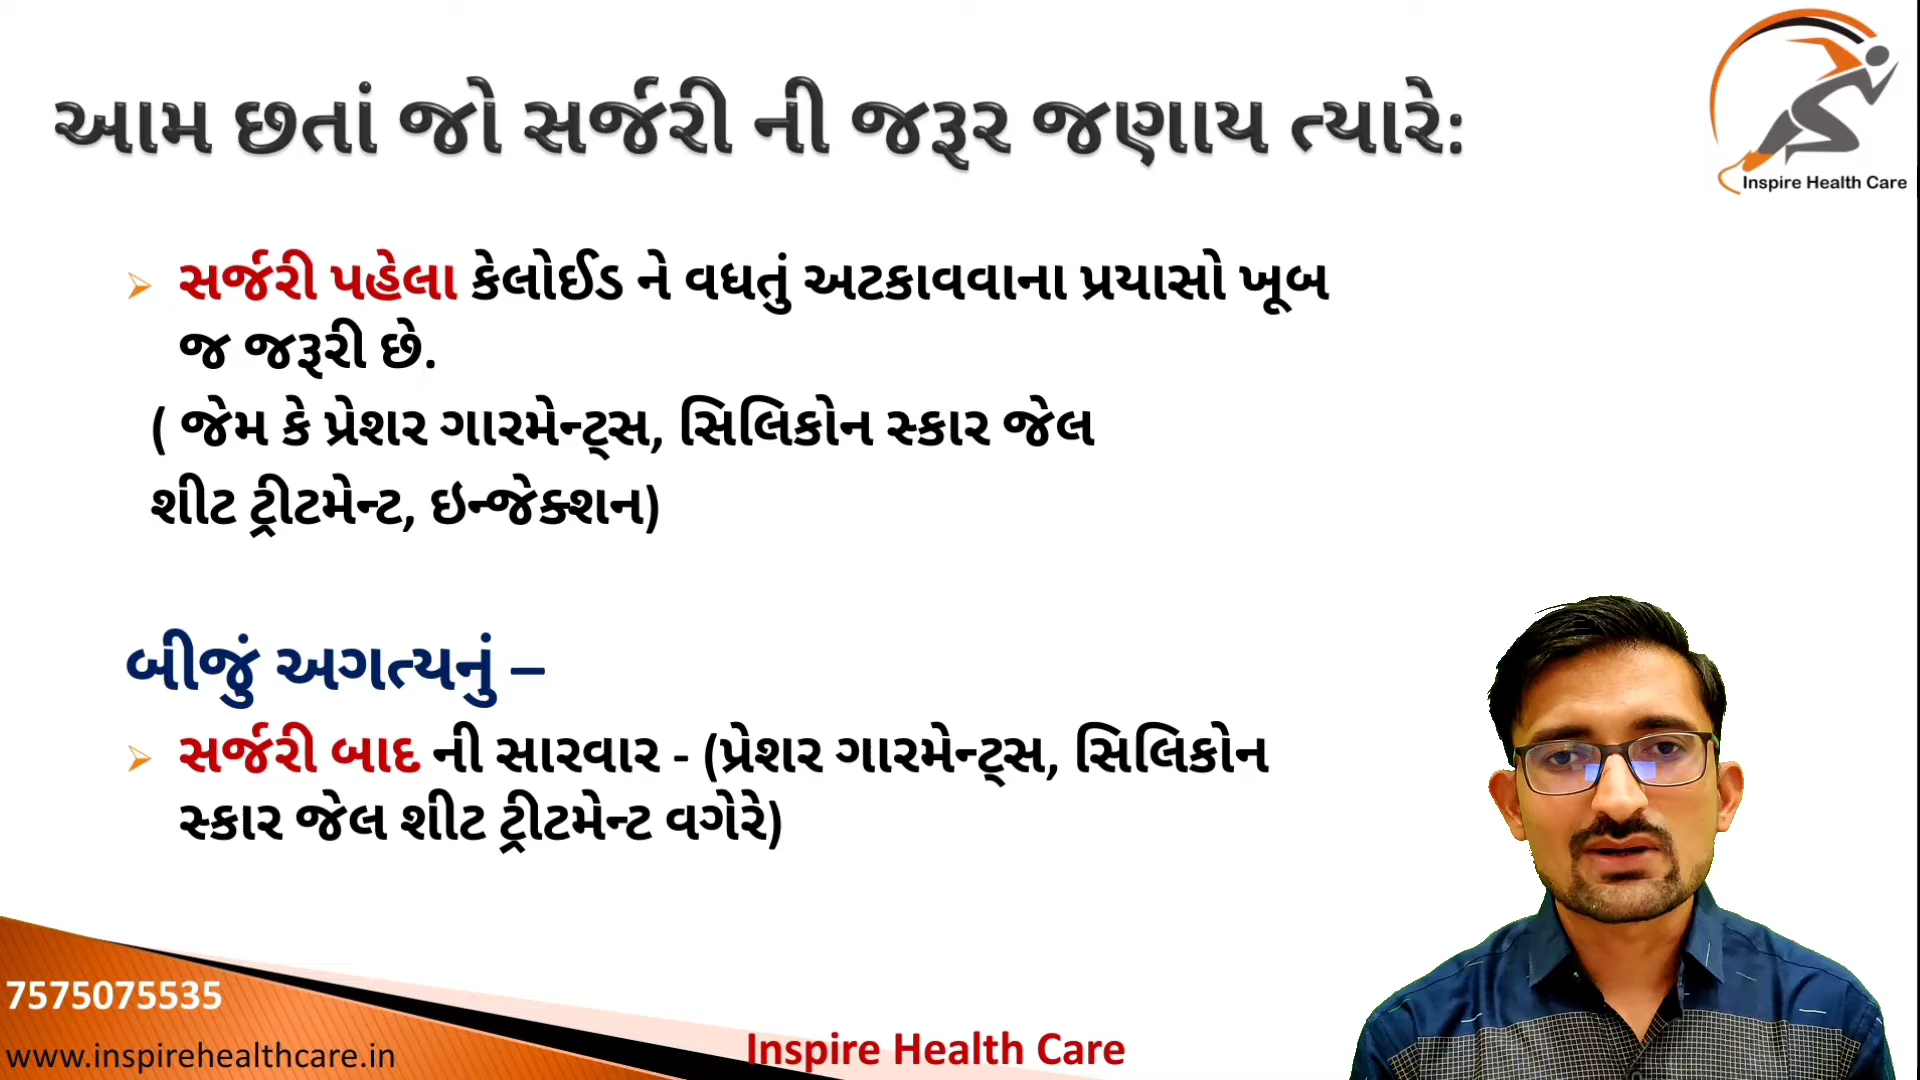 આમ છતાં જો સર્જરી ની જરૂર જણાય ત્યારે:
Inspire Health Care
સર્જરી પહેલા કેલોઈડ ને વધતું અટકાવવાના પ્રયાસો ખૂબ
જ જરૂરી છે.
( જેમ કે પ્રેશર ગારમેન્ટ્સ, સિલિકોન સ્કાર જેલ
શીટ ટ્રીટમેન્ટ, ઇન્જેક્શન)
બીજું અગત્યનું –
સર્જરી બાદ ની સારવાર - (પ્રેશર ગારમેન્ટ્સ, સિલિકોન
સ્કાર જેલ શીટ ટ્રીટમેન્ટ વગેરે)
7575075535
www.inspirehealthcare.in
Inspire Health Care